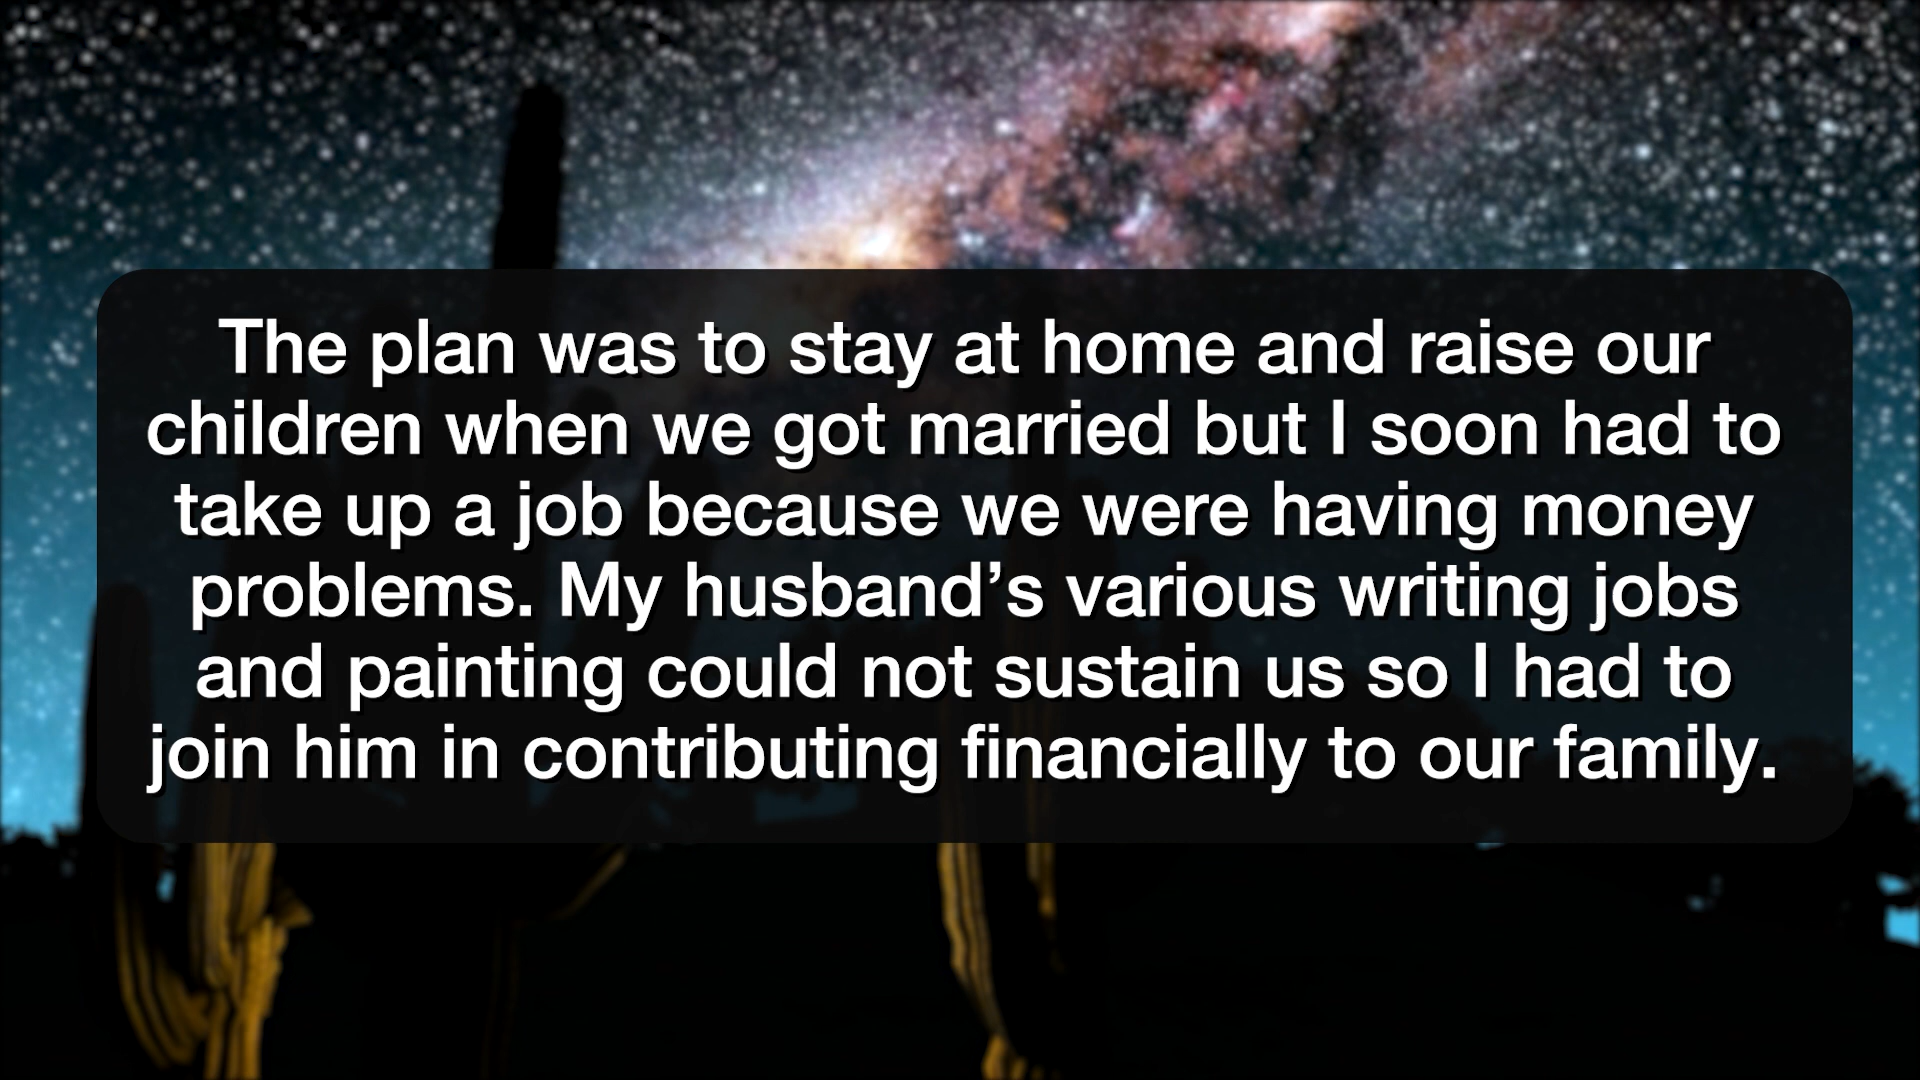 The plan was to stay at home and raise our
children when we got married but I soon had to
take up a job because we were having money
problems. My husband’s various writing jobs
and painting could not sustain us so I had to
join him in contributing financially to our family.